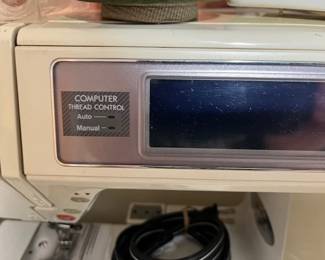 COMPUTER
THREAD CONTROL
Auto
Manual